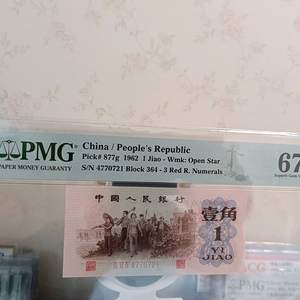 PMG
PAPER MONEY GUARANTY
China / People's Republic
Pick# 877g 1962 1 Jiao - Wmk: Open Star
S/N 4770721 Block 364 - 3 Red R. Numerals
67
中国人民银行
壹角
1
YI
JIAO
4770721